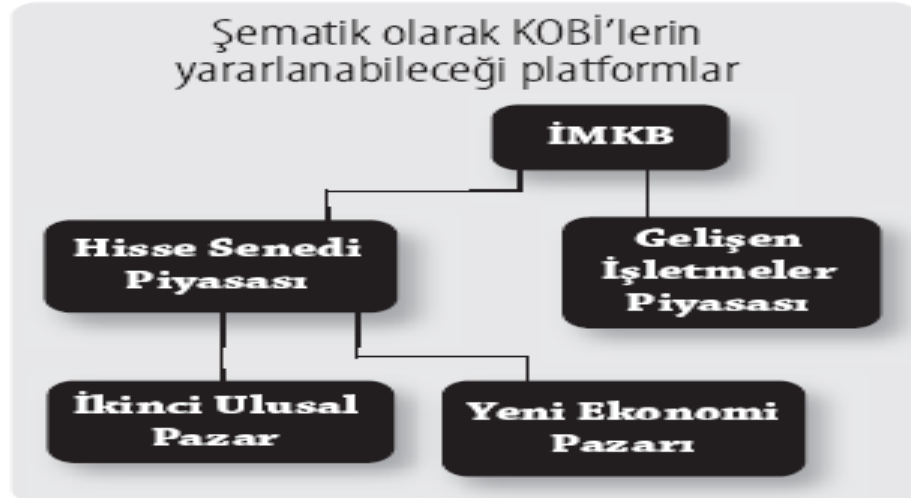 Şematik olarak KOBİ'lerin
yararlanabileceği platformlar
İMKB
Hisse Senedi
Piyasası
Gelişen
İşletmeler
Piyasası
İkinci Ulusal
Pazar
Yeni Ekonomi
Pazarı